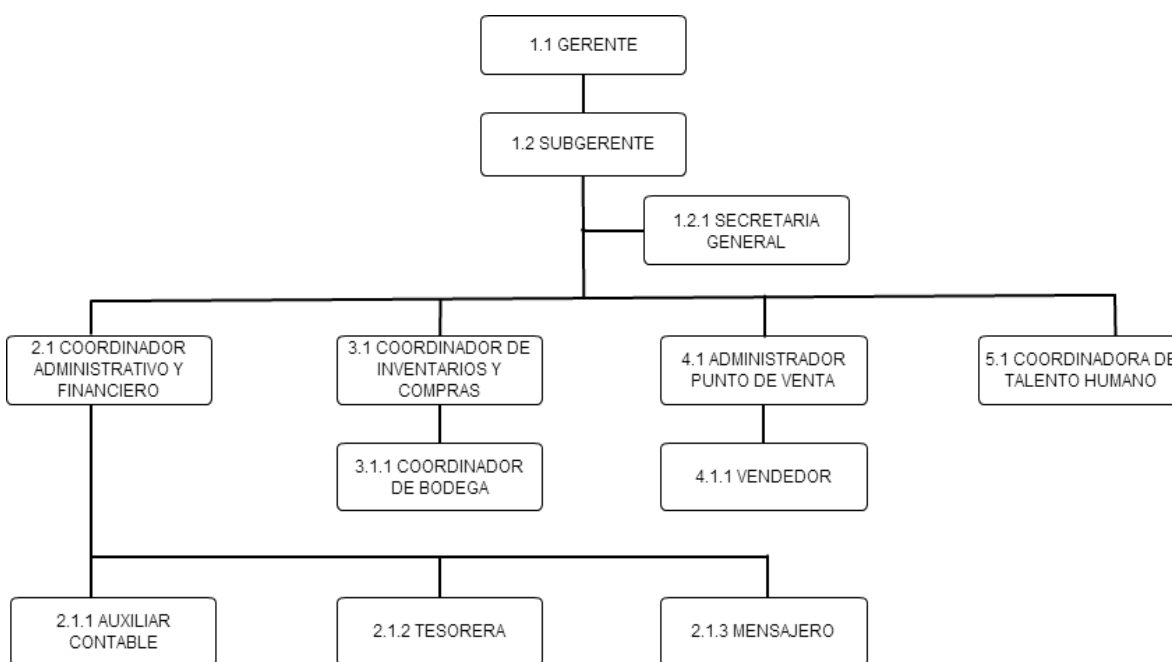 1.1 GERENTE
1.2 SUBGERENTE
1.2.1 SECRETARIA
GENERAL
2.1 COORDINADOR
ADMINISTRATIVO Y
FINANCIERO
3.1 COORDINADOR DE
INVENTARIOS Y
COMPRAS
4.1 ADMINISTRADOR
PUNTO DE VENTA
5.1 COORDINADORA DE
TALENTO HUMANO
3.1.1 COORDINADOR
DE BODEGA
4.1.1 VENDEDOR
2.1.1 AUXILIAR
CONTABLE
2.1.2 TESORERA
2.1.3 MENSAJERO